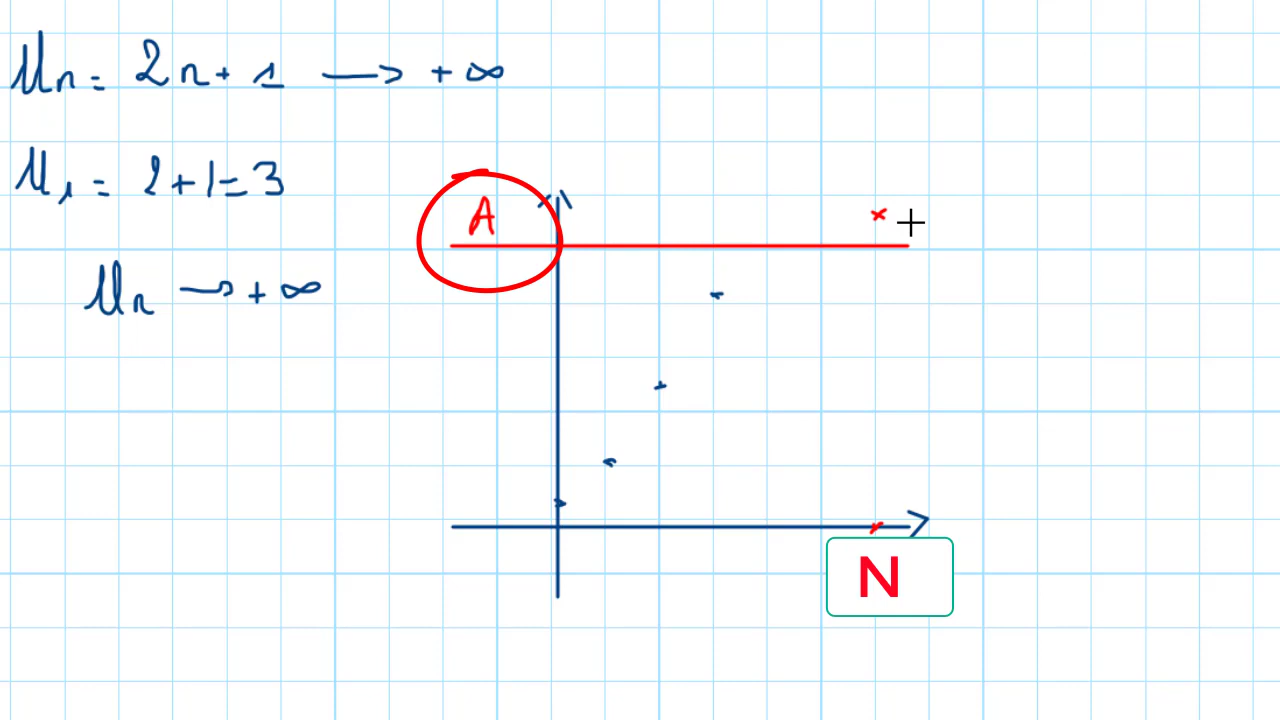 Un = 2n + 1 ⟶ + ∞
U₁ = 2 + 1 = 3
A
Un ⟶ + ∞
N